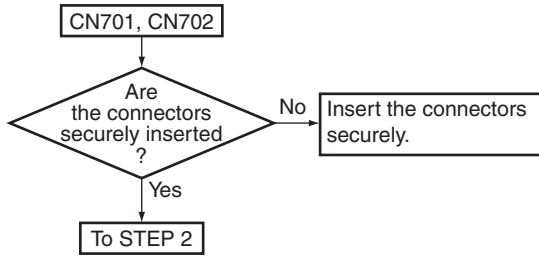 CN701, CN702
Are
the connectors
securely inserted
?
No
Insert the connectors
securely.
Yes
To STEP 2